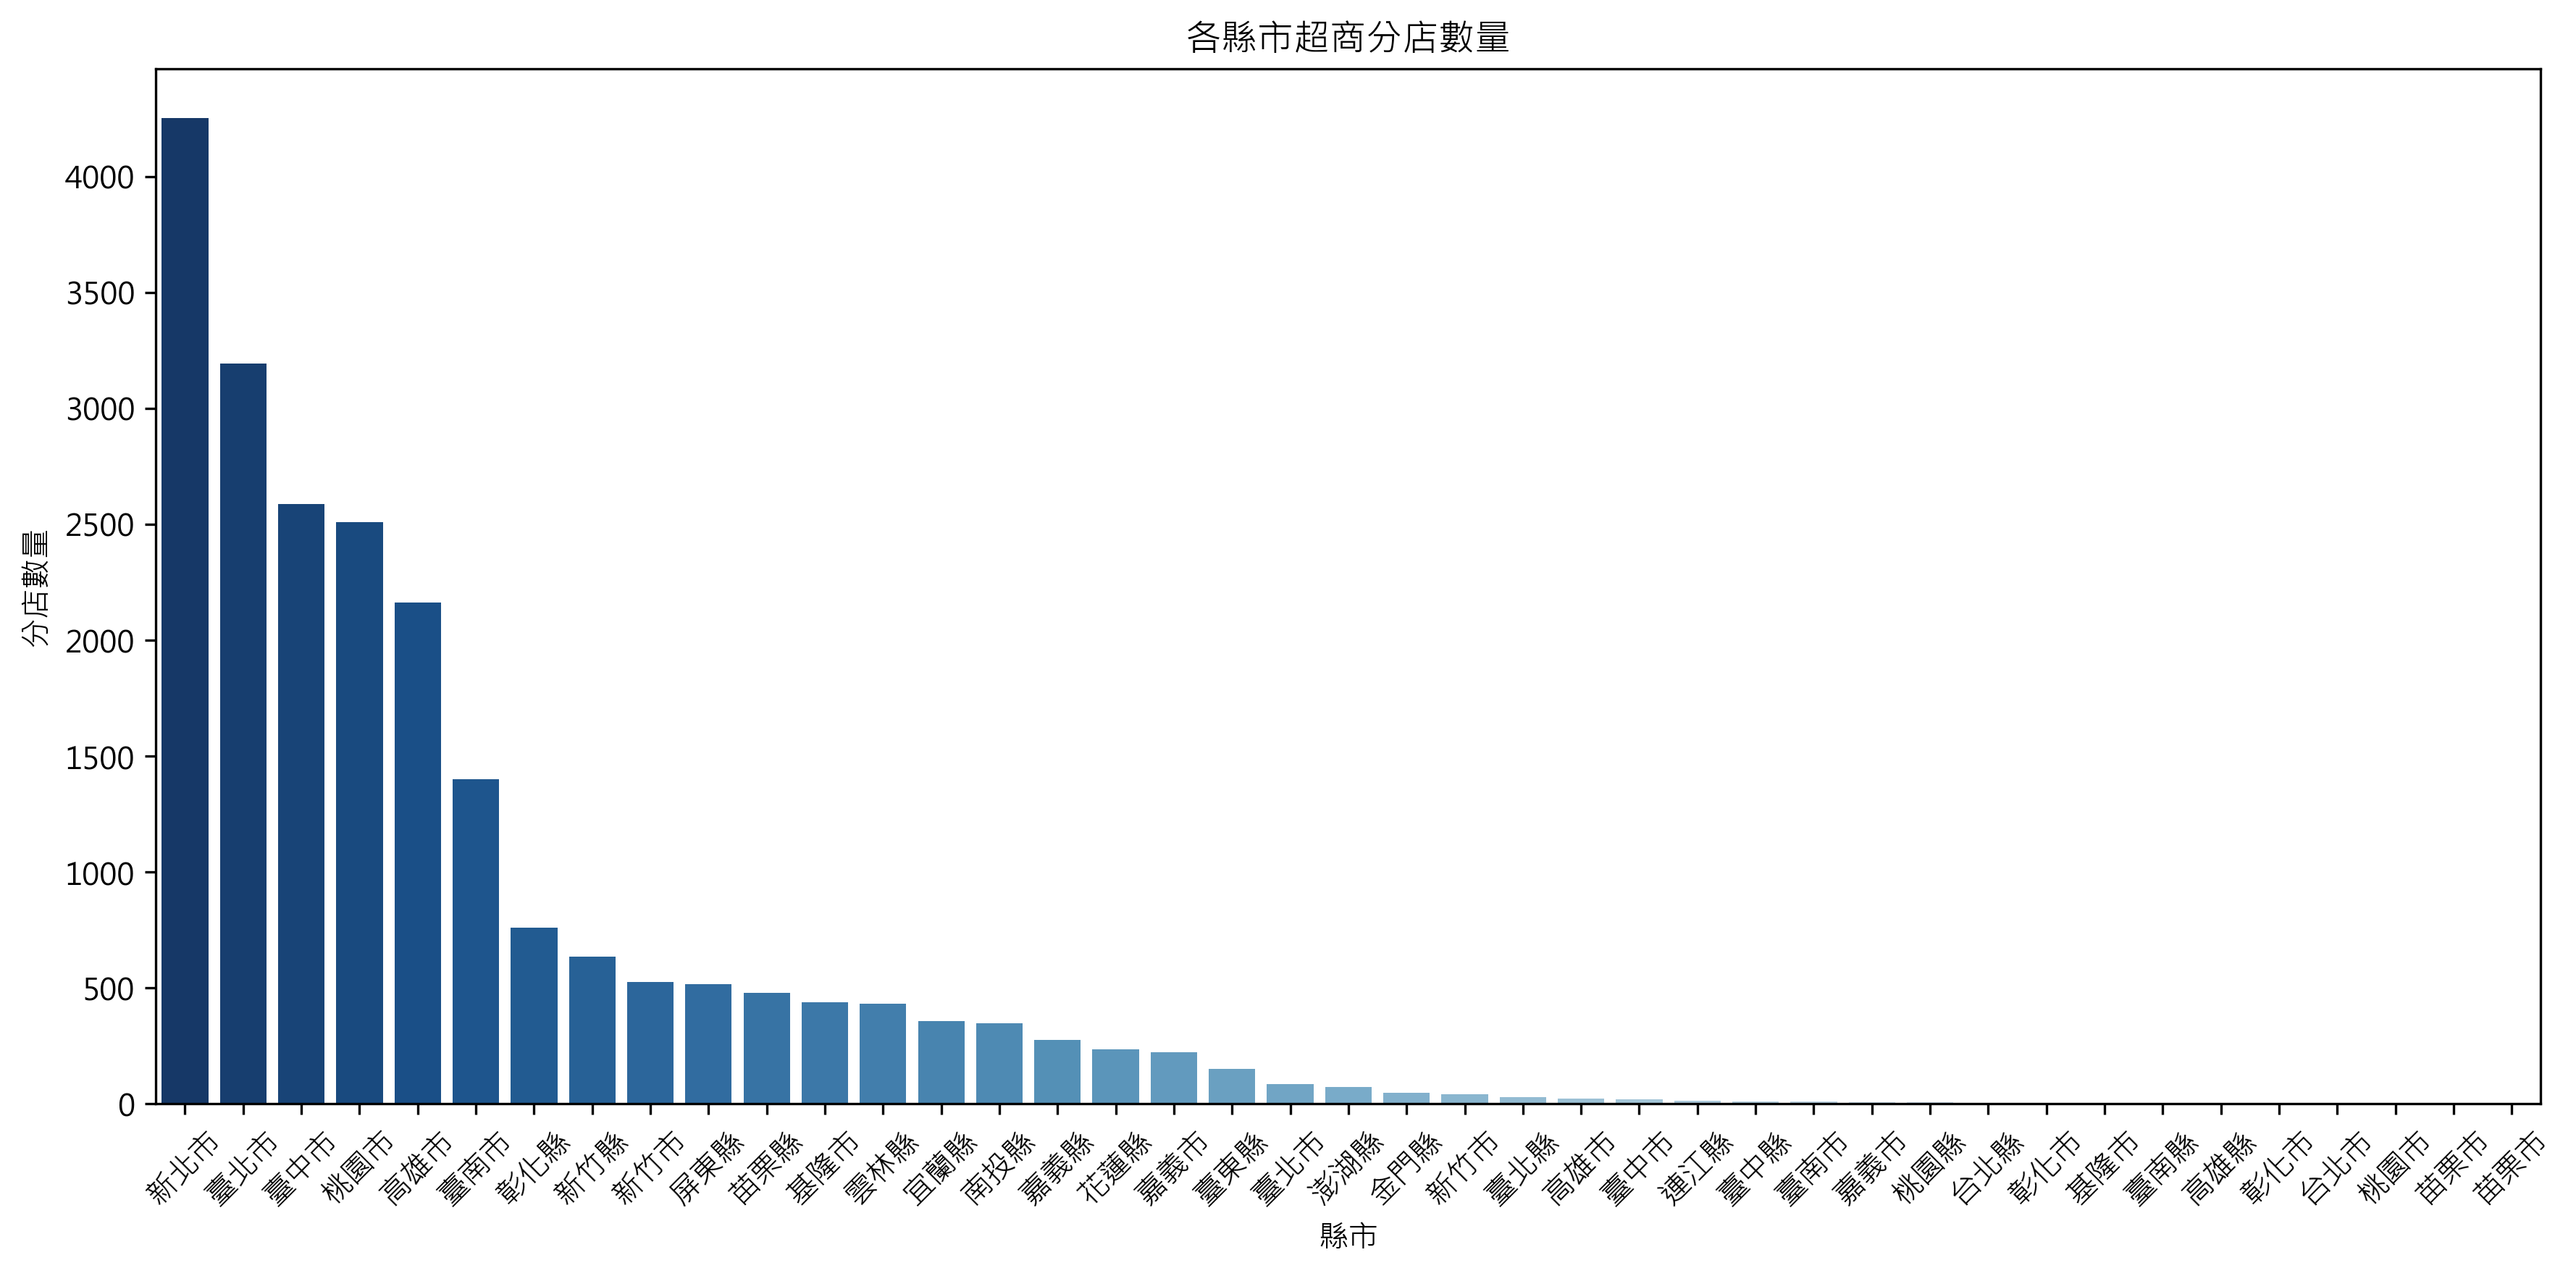 各縣市超商分店數量
分店數量
4000
3500
3000
2500
2000
1500
1000
500
0
新北市
臺北市
臺中市
桃園市
高雄市
臺南市
彰化縣
新竹縣
新竹市
屏東縣
苗栗縣
基隆市
雲林縣
宜蘭縣
南投縣
嘉義縣
花蓮縣
嘉義市
臺東縣
臺北市
澎湖縣
金門縣
新竹市
臺北縣
高雄市
臺中市
連江縣
臺中縣
臺南市
嘉義市
桃園縣
台北縣
彰化市
基隆市
臺南縣
高雄縣
彰化市
台北市
桃園市
苗栗市
苗栗市
縣市